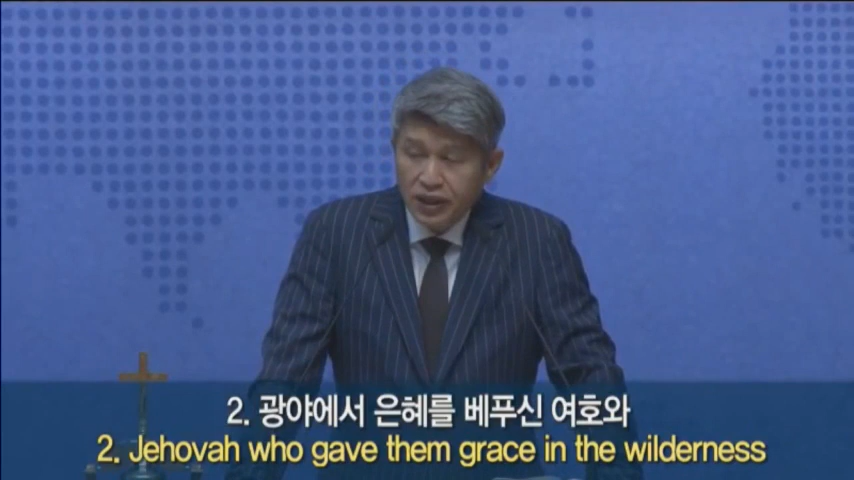 2. 광야에서 은혜를 베푸신 여호와
2. Jehovah who gave them grace in the wilderness